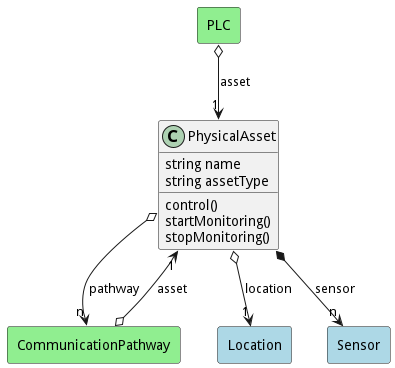 PLC
asset
1
C PhysicalAsset
string name
string assetType
control()
startMonitoring()
stopMonitoring()
1
pathway asset location sensor
n 1 n
CommunicationPathway Location Sensor